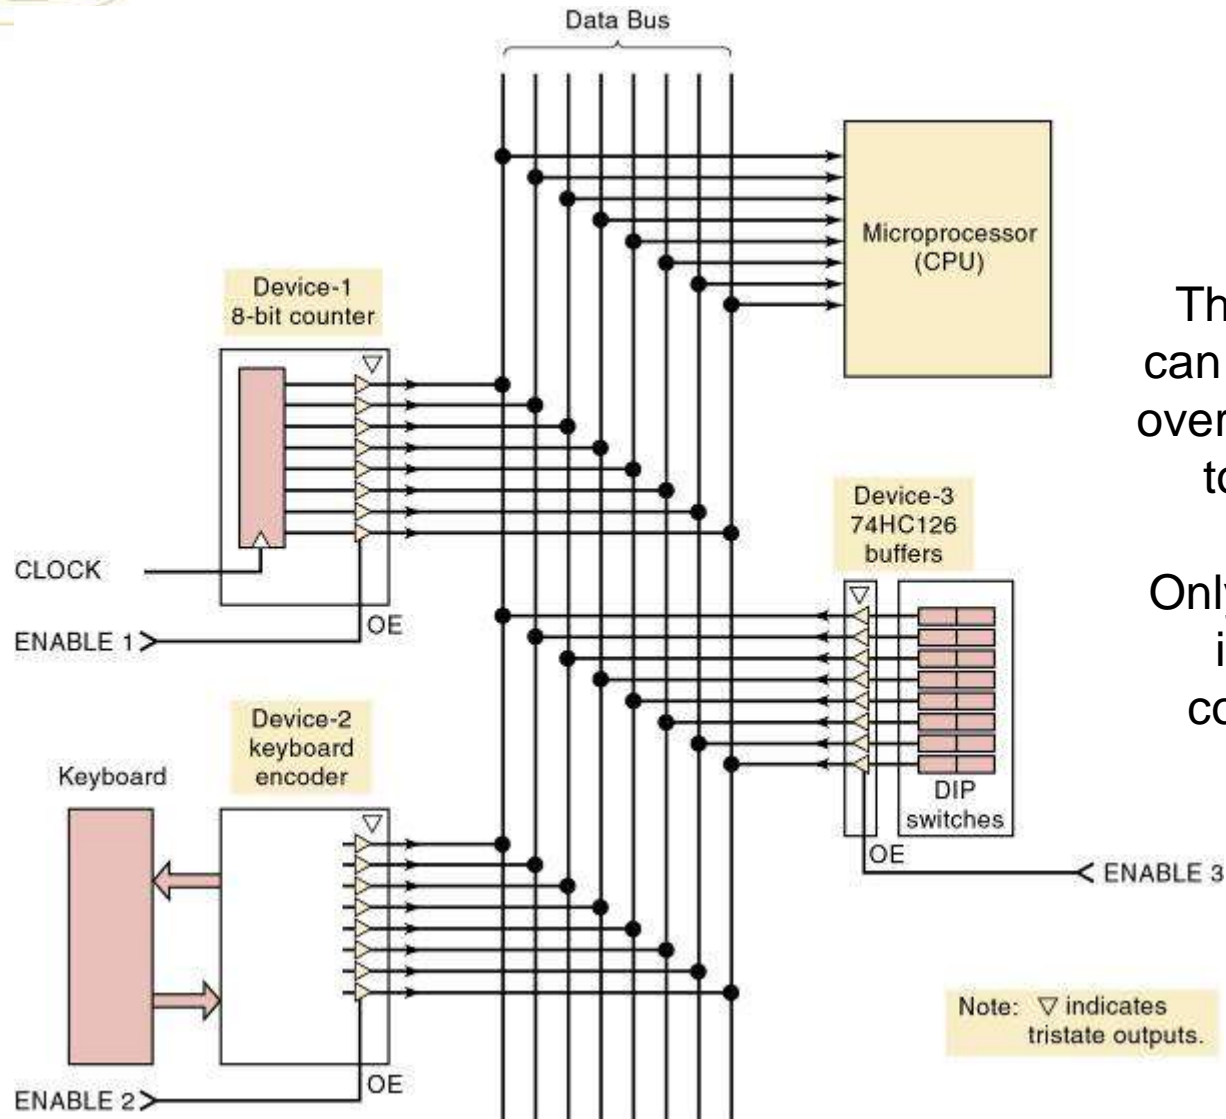 Data Bus
Microprocessor
(CPU)
Device-1
8-bit counter
CLOCK
ENABLE 1
OE
Device-3
74HC126
buffers
DIP
switches
OE
ENABLE 3
Device-2
keyboard
encoder
Keyboard
OE
ENABLE 2
Note: ▽ indicates
tristate outputs.
Th
can
over
to
Only
i
co